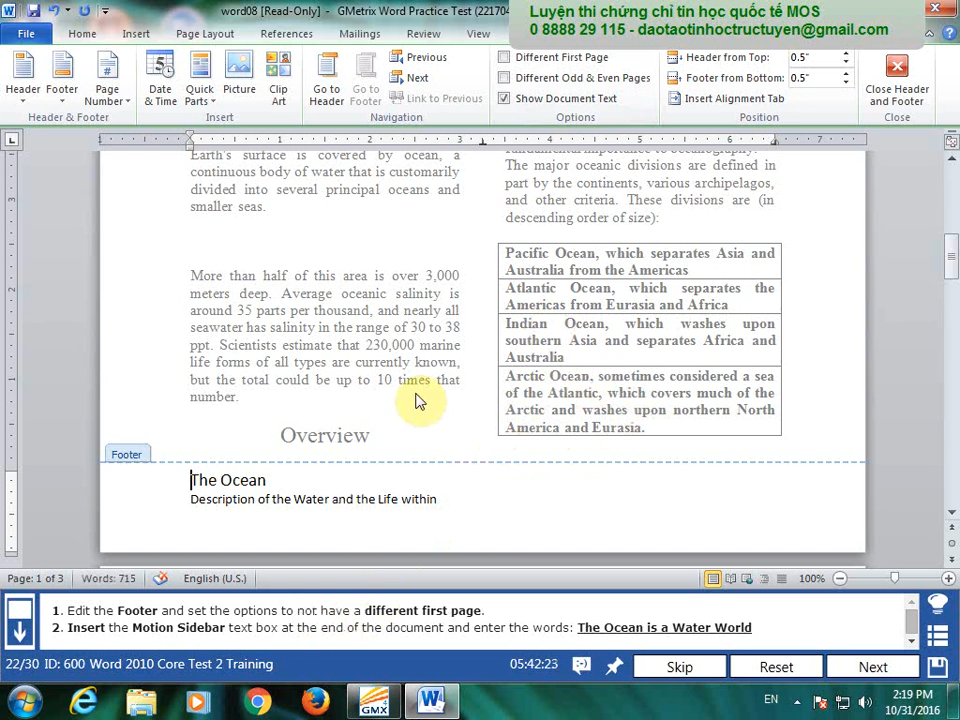 word08 [Read-Only] - GMetrix Word Practice Test (22170
Luyện thi chứng chỉ tin học quốc tế MOS
0 8888 29 115 - daotaotinhoctructuyen@gmail.com
File Home Insert Page Layout References Mailings Review View
Header Footer Page Number
Date & Time Quick Parts Picture Clip Art
Go to Header Go to Footer
Previous
Next
Link to Previous
Different First Page
Different Odd & Even Pages
Show Document Text
Header from Top: 0.5"
Footer from Bottom: 0.5"
Insert Alignment Tab
Close Header and Footer
Header & Footer Insert Navigation Options Position Close
1 1 2 3 4 5 6 7
Earth's surface is covered by ocean, a
continuous body of water that is customarily
divided into several principal oceans and
smaller seas.
More than half of this area is over 3,000
meters deep. Average oceanic salinity is
around 35 parts per thousand, and nearly all
seawater has salinity in the range of 30 to 38
ppt. Scientists estimate that 230,000 marine
life forms of all types are currently known,
but the total could be up to 10 times that
number.
Overview
fundamental importance to oceanography.
The major oceanic divisions are defined in
part by the continents, various archipelagos,
and other criteria. These divisions are (in
descending order of size):
Pacific Ocean, which separates Asia and
Australia from the Americas
Atlantic Ocean, which separates the
Americas from Eurasia and Africa
Indian Ocean, which washes upon
southern Asia and separates Africa and
Australia
Arctic Ocean, sometimes considered a sea
of the Atlantic, which covers much of the
Arctic and washes upon northern North
America and Eurasia.
Footer
The Ocean
Description of the Water and the Life within
Page: 1 of 3 Words: 715 English (U.S.) 100%
1. Edit the Footer and set the options to not have a different first page.
2. Insert the Motion Sidebar text box at the end of the document and enter the words: The Ocean is a Water World
22/30 ID: 600 Word 2010 Core Test 2 Training 05:42:23 Skip Reset Next
EN 2:19 PM
10/31/2016